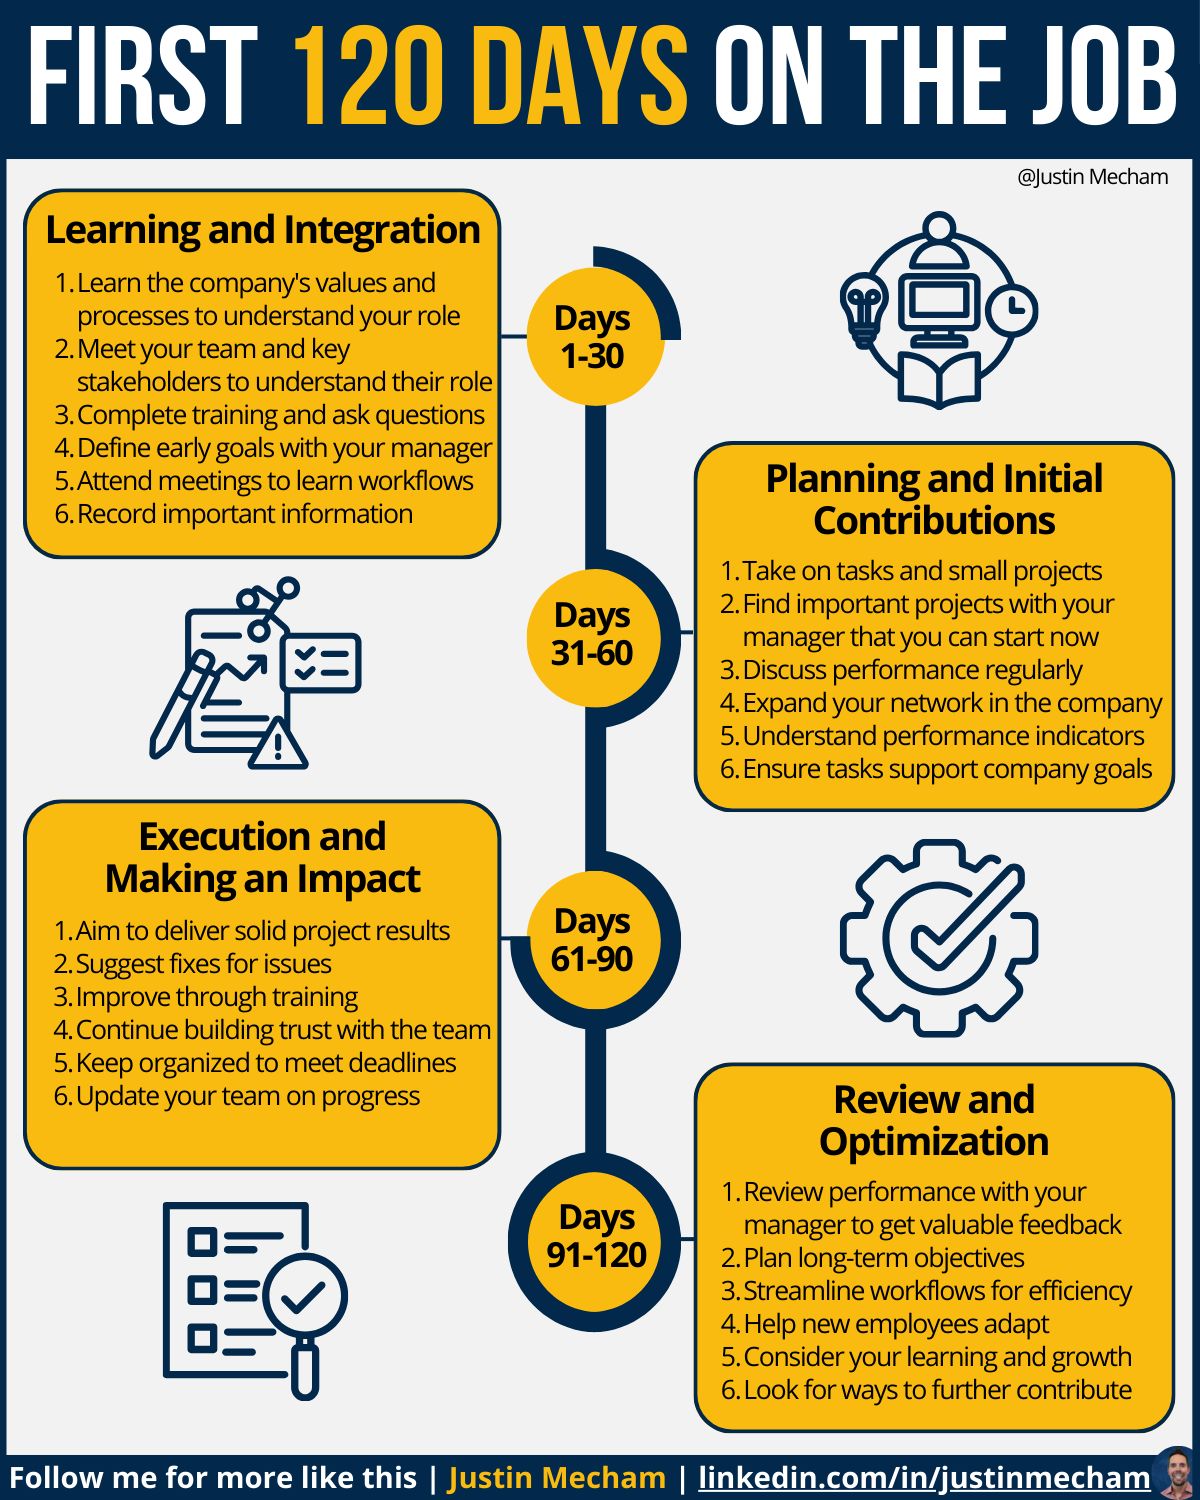 FIRST 120 DAYS ON THE JOB
@Justin Mecham
Learning and Integration
1. Learn the company's values and
processes to understand your role
2. Meet your team and key
stakeholders to understand their role
3. Complete training and ask questions
4. Define early goals with your manager
5. Attend meetings to learn workflows
6. Record important information
Days
1-30
Planning and Initial
Contributions
1. Take on tasks and small projects
2. Find important projects with your
manager that you can start now
3. Discuss performance regularly
4. Expand your network in the company
5. Understand performance indicators
6. Ensure tasks support company goals
Days
31-60
Execution and
Making an Impact
1. Aim to deliver solid project results
2. Suggest fixes for issues
3. Improve through training
4. Continue building trust with the team
5. Keep organized to meet deadlines
6. Update your team on progress
Days
61-90
Review and
Optimization
1. Review performance with your
manager to get valuable feedback
2. Plan long-term objectives
3. Streamline workflows for efficiency
4. Help new employees adapt
5. Consider your learning and growth
6. Look for ways to further contribute
Days
91-120
Follow me for more like this | Justin Mecham | linkedin.com/in/justinmecham